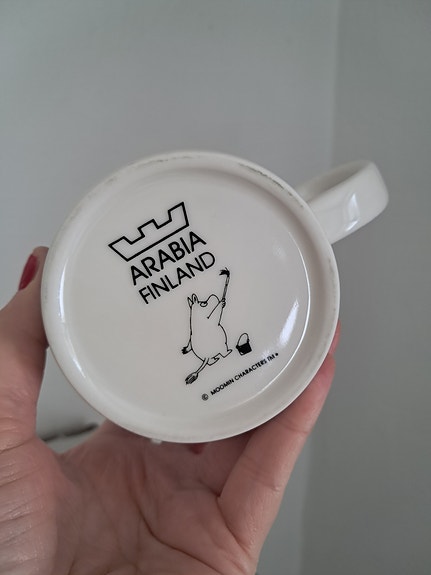 ARABIA
FINLAND
© MOOMIN CHARACTERS TM